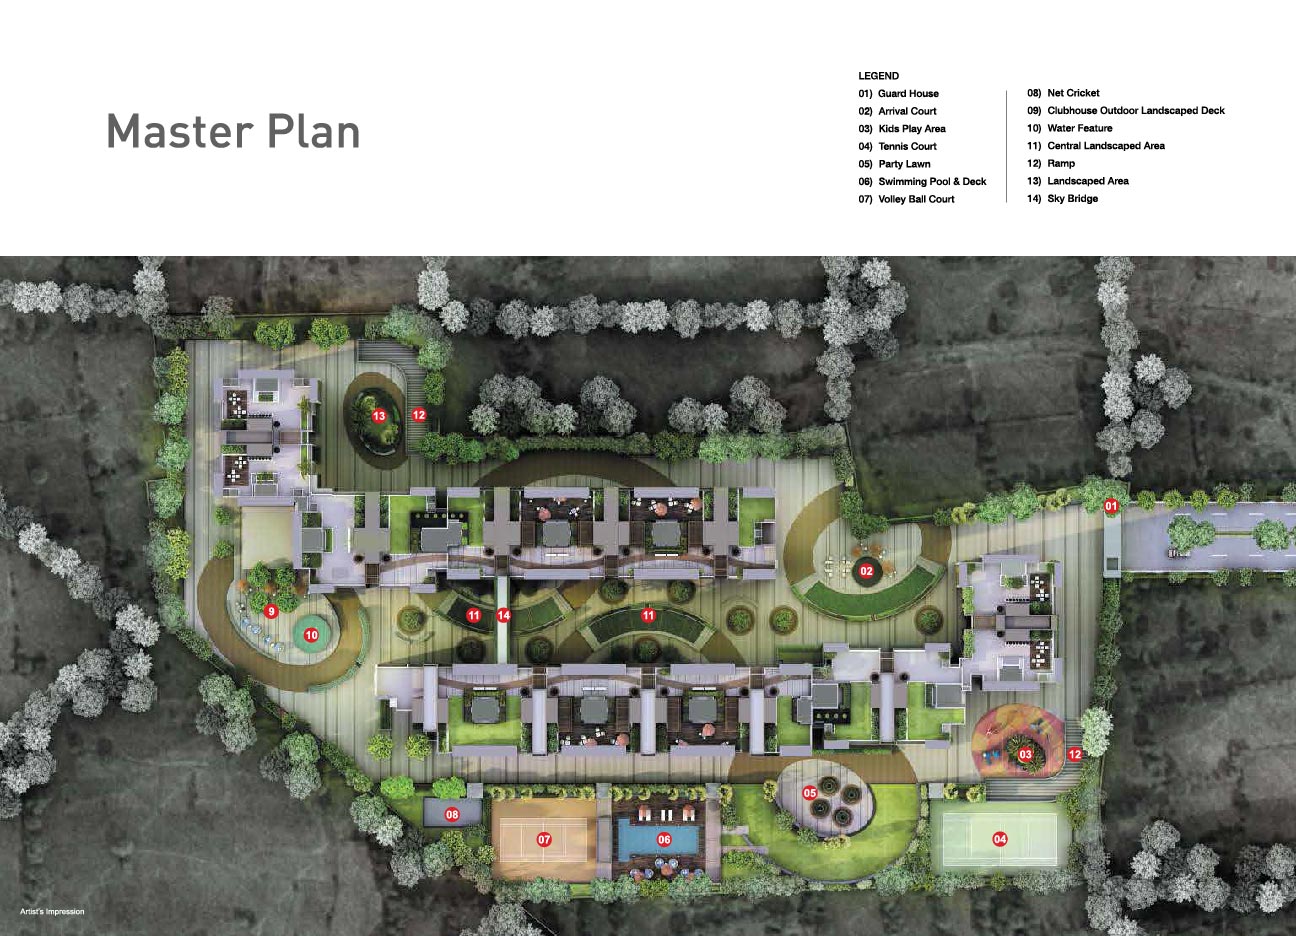 Master Plan
LEGEND
01) Guard House
02) Arrival Court
03) Kids Play Area
04) Tennis Court
05) Party Lawn
06) Swimming Pool & Deck
07) Volley Ball Court
08) Net Cricket
09) Clubhouse Outdoor Landscaped Deck
10) Water Feature
11) Central Landscaped Area
12) Ramp
13) Landscaped Area
14) Sky Bridge
13
12
01
02
9
10
11
14
11
03
12
05
08
07
06
04
Artist's Impression